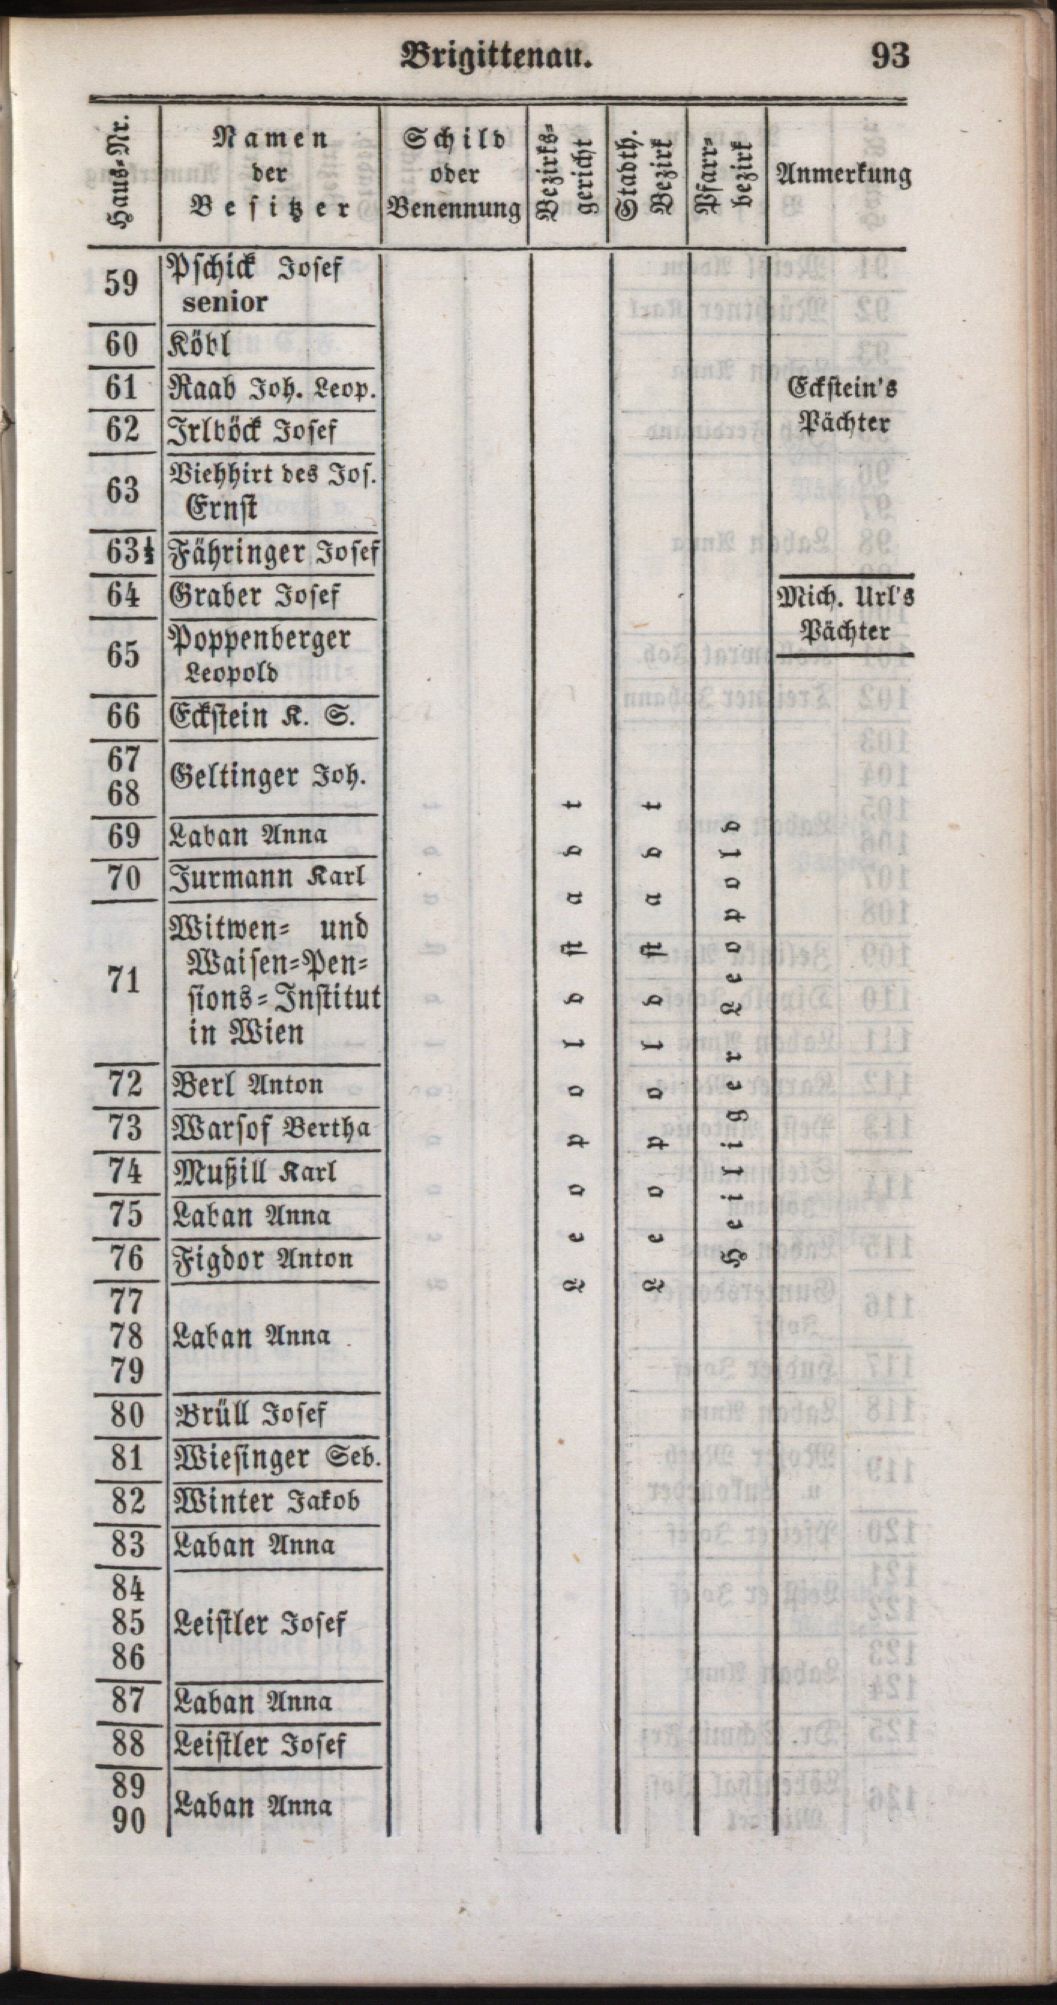 Brigittenau. 93
Haus-Nr.
Namen
der
Besitzer
Schild
oder
Benennung
Bezirks-
gericht
Stadth.
Bezirk
Pfarr-
bezirk
Anmerkung
59 Pschick Josef
senior
60 Köbl
61 Raab Joh. Leop.
Eckstein's
Pächter
62 Irlböck Josef
63 Viehhirt des Jos.
Ernst
63½ Fähringer Josef
64 Graber Josef
Mich. Url's
Pächter
65 Poppenberger
Leopold
66 Eckstein K. S.
67
68
Geltinger Joh.
69 Laban Anna
70 Jurmann Karl
71 Witwen- und
Waisen-Pen-
sions-Institut
in Wien
72 Berl Anton
73 Warsof Bertha
74 Mußill Karl
75 Laban Anna
76 Figdor Anton
77
78 Laban Anna
79
80 Brüll Josef
81 Wiesinger Seb.
82 Winter Jakob
83 Laban Anna
84
85 Leistler Josef
86
87 Laban Anna
88 Leistler Josef
89
90
Laban Anna
Leopoldstadt
Leopoldstadt
Heiliger Leopold